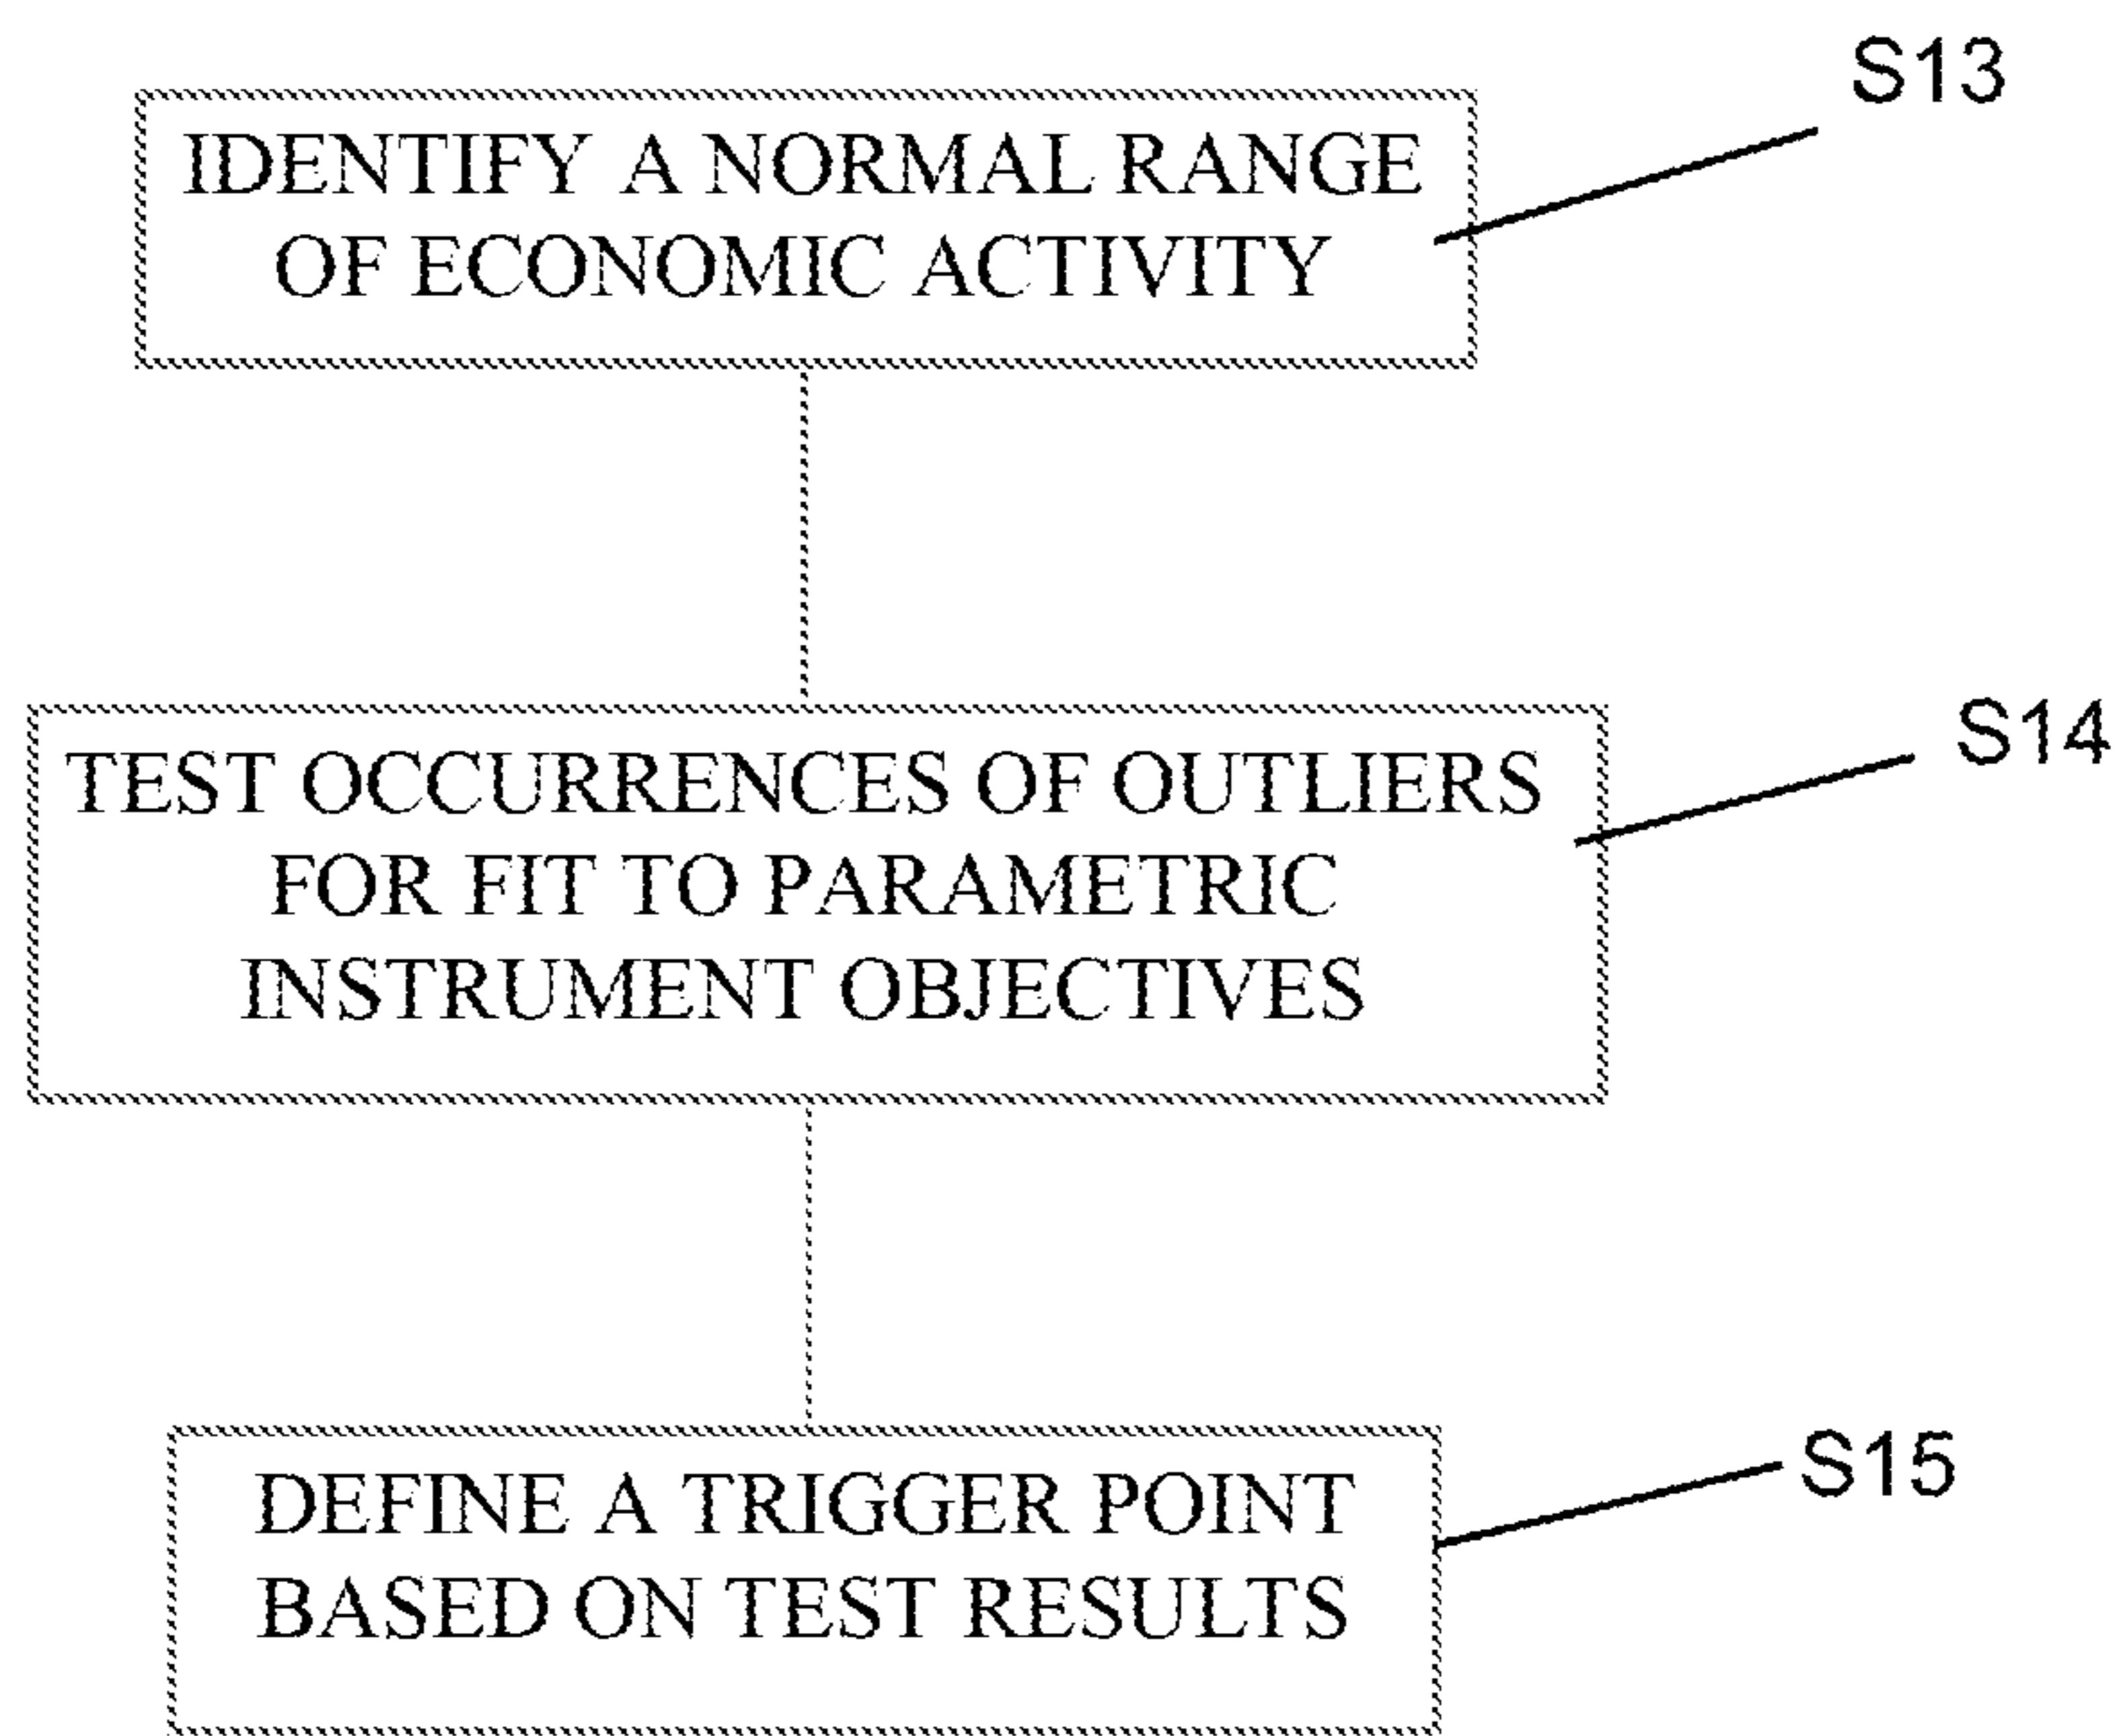 S13
IDENTIFY A NORMAL RANGE
OF ECONOMIC ACTIVITY
S14
TEST OCCURRENCES OF OUTLIERS
FOR FIT TO PARAMETRIC
INSTRUMENT OBJECTIVES
S15
DEFINE A TRIGGER POINT
BASED ON TEST RESULTS